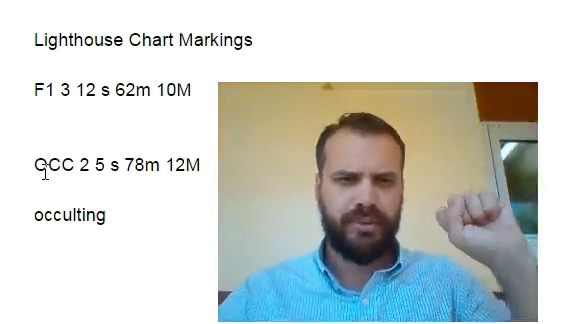 Lighthouse Chart Markings
F1 3 12 s 62m 10M
OCC 2 5 s 78m 12M
occulting